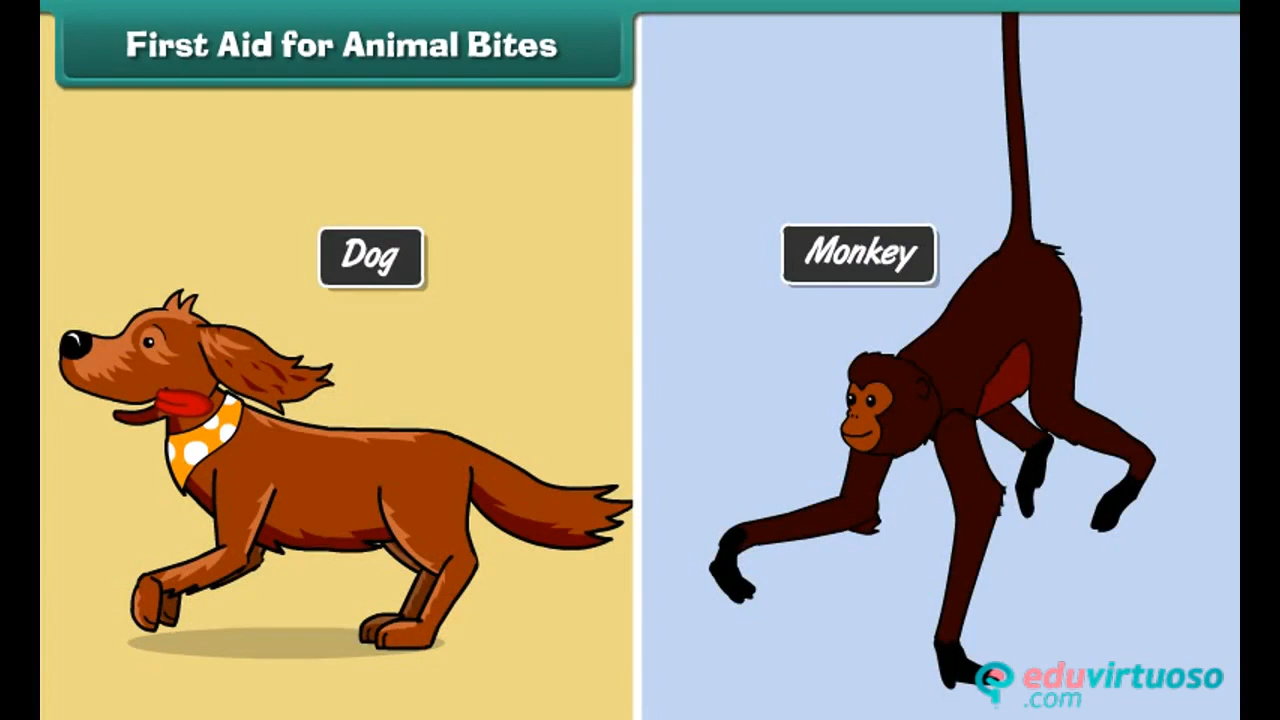 First Aid for Animal Bites
Dog
Monkey
eduvirtuoso
.com